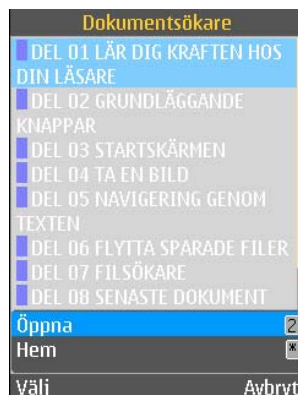 Dokumentsökare
DEL 01 LÄR DIG KRAFTEN HOS
DIN LÄSARE
DEL 02 GRUNDLÄGGANDE
KNAPPAR
DEL 03 STARTSKÄRMEN
DEL 04 TA EN BILD
DEL 05 NAVIGERING GENOM
TEXTEN
DEL 06 FLYTTA SPARADE FILER
DEL 07 FILSÖKARE
DEL 08 SENASTE DOKUMENT
Öppna 2
Hem *
Välj Avbryt